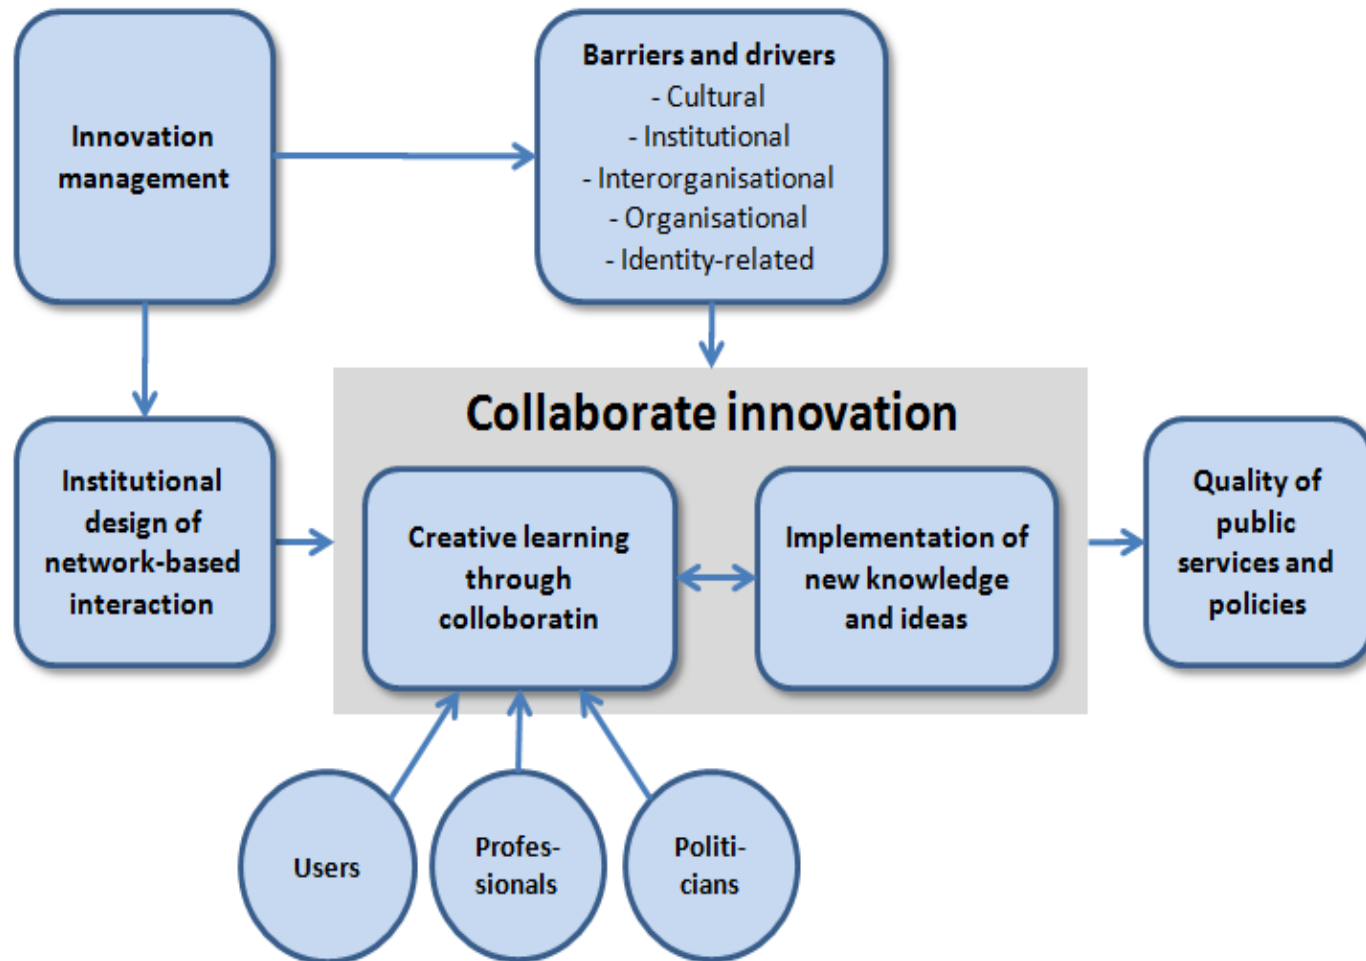 Innovation
management
Barriers and drivers
- Cultural
- Institutional
- Interorganisational
- Organisational
- Identity-related
Collaborate innovation
Institutional
design of
network-based
interaction
Creative learning
through
colloboratin
Implementation of
new knowledge
and ideas
Quality of
public
services and
policies
Users
Profes-
sionals
Politi-
cians